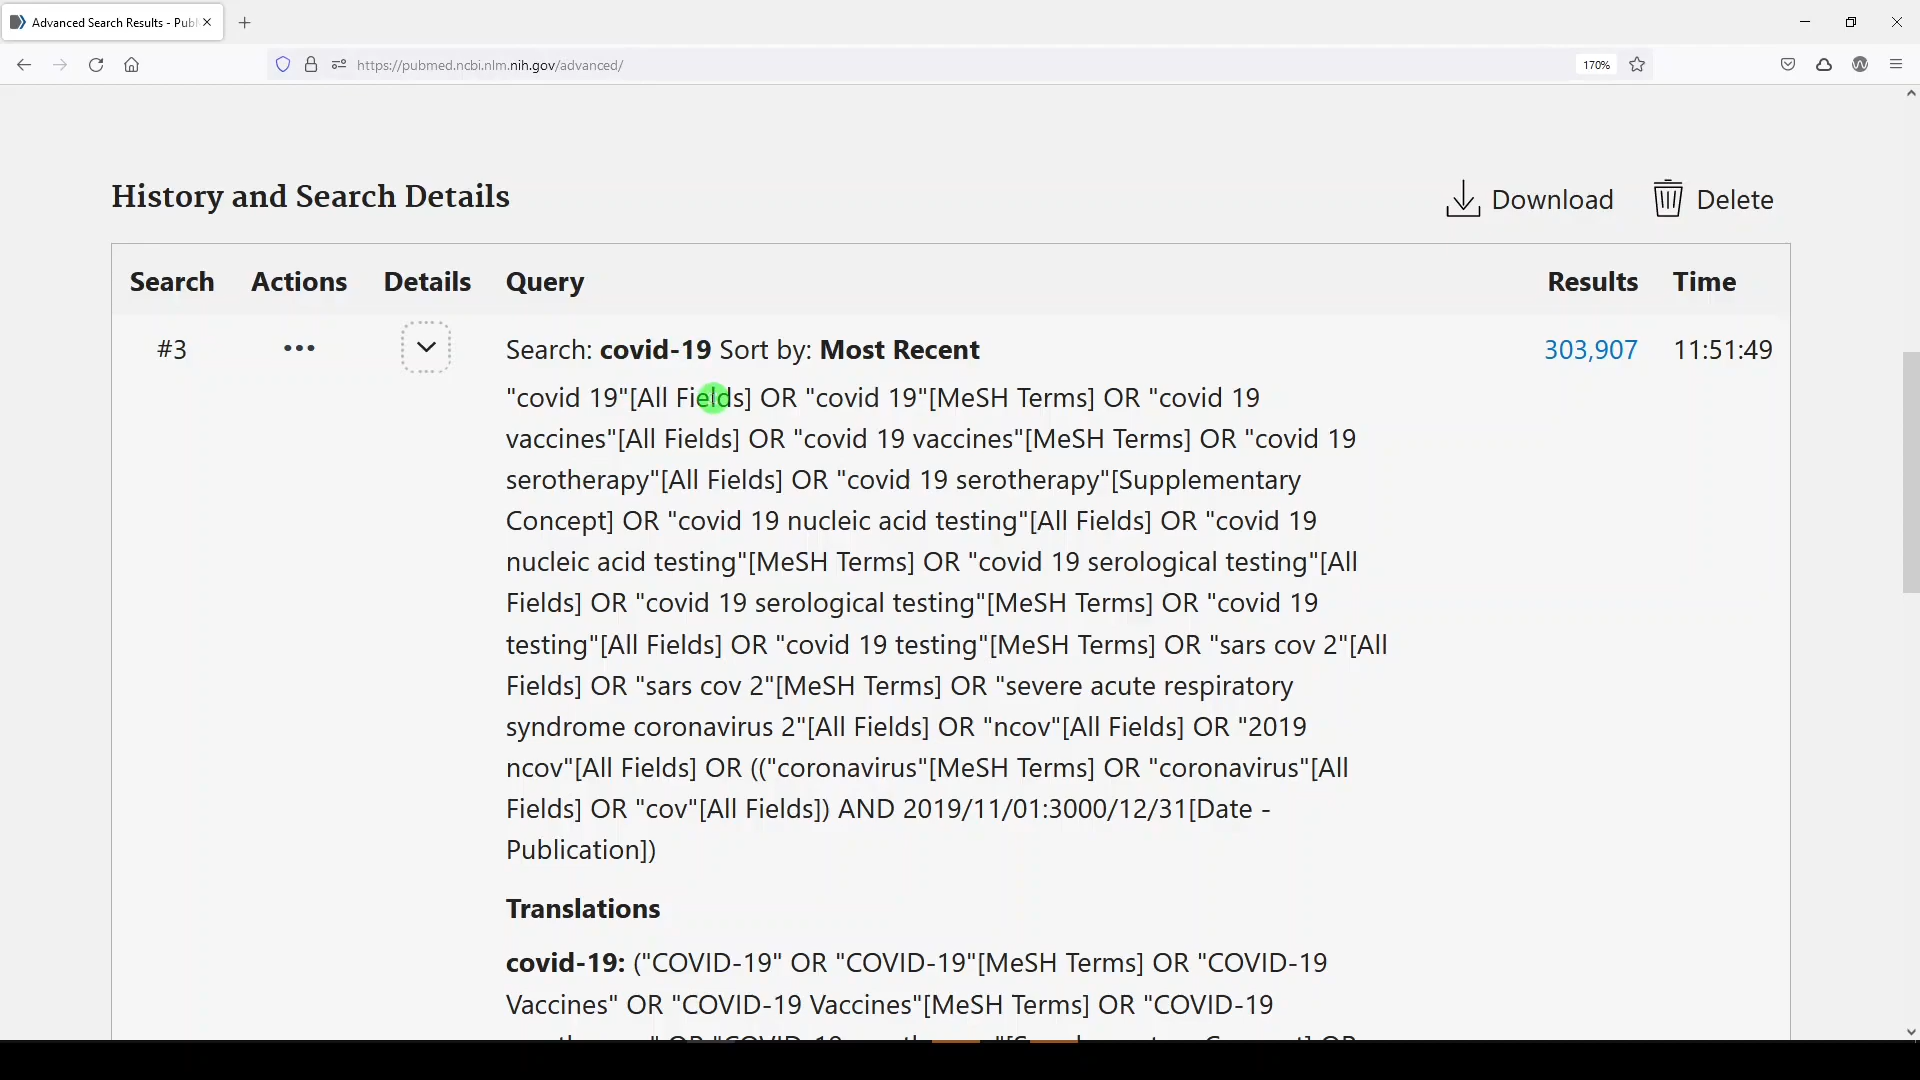 Advanced Search Results - Pub
https://pubmed.ncbi.nlm.nih.gov/advanced/
170%
History and Search Details
Download
Delete
Search Actions Details Query Results Time
#3 ••• Search: covid-19 Sort by: Most Recent 303,907 11:51:49
"covid 19"[All Fields] OR "covid 19"[MeSH Terms] OR "covid 19
vaccines"[All Fields] OR "covid 19 vaccines"[MeSH Terms] OR "covid 19
serotherapy"[All Fields] OR "covid 19 serotherapy"[Supplementary
Concept] OR "covid 19 nucleic acid testing"[All Fields] OR "covid 19
nucleic acid testing"[MeSH Terms] OR "covid 19 serological testing"[All
Fields] OR "covid 19 serological testing"[MeSH Terms] OR "covid 19
testing"[All Fields] OR "covid 19 testing"[MeSH Terms] OR "sars cov 2"[All
Fields] OR "sars cov 2"[MeSH Terms] OR "severe acute respiratory
syndrome coronavirus 2"[All Fields] OR "ncov"[All Fields] OR "2019
ncov"[All Fields] OR (("coronavirus"[MeSH Terms] OR "coronavirus"[All
Fields] OR "cov"[All Fields]) AND 2019/11/01:3000/12/31[Date -
Publication])
Translations
covid-19: ("COVID-19" OR "COVID-19"[MeSH Terms] OR "COVID-19
Vaccines" OR "COVID-19 Vaccines"[MeSH Terms] OR "COVID-19